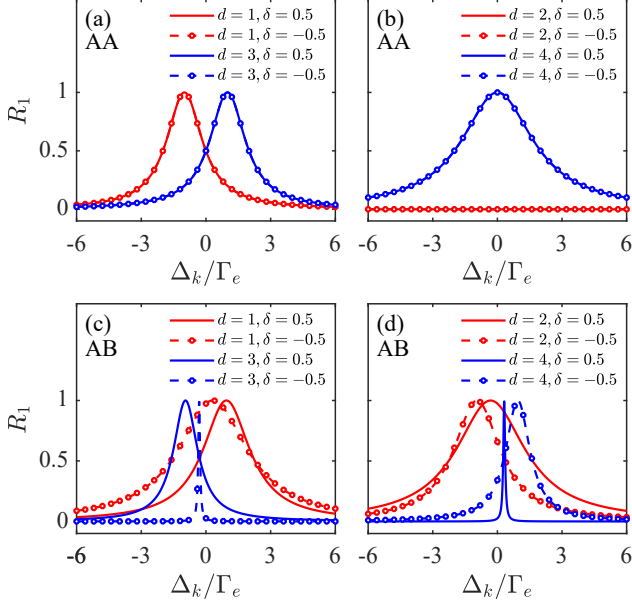 (a)
AA
d = 1, δ = 0.5
d = 1, δ = −0.5
d = 3, δ = 0.5
d = 3, δ = −0.5
R₁
1
0.5
0
-6 -3 0 3 6
Δₖ/Γₑ
(b)
AA
d = 2, δ = 0.5
d = 2, δ = −0.5
d = 4, δ = 0.5
d = 4, δ = −0.5
-6 -3 0 3 6
Δₖ/Γₑ
(c)
AB
d = 1, δ = 0.5
d = 1, δ = −0.5
d = 3, δ = 0.5
d = 3, δ = −0.5
R₁
1
0.5
0
-6 -3 0 3 6
Δₖ/Γₑ
(d)
AB
d = 2, δ = 0.5
d = 2, δ = −0.5
d = 4, δ = 0.5
d = 4, δ = −0.5
-6 -3 0 3 6
Δₖ/Γₑ